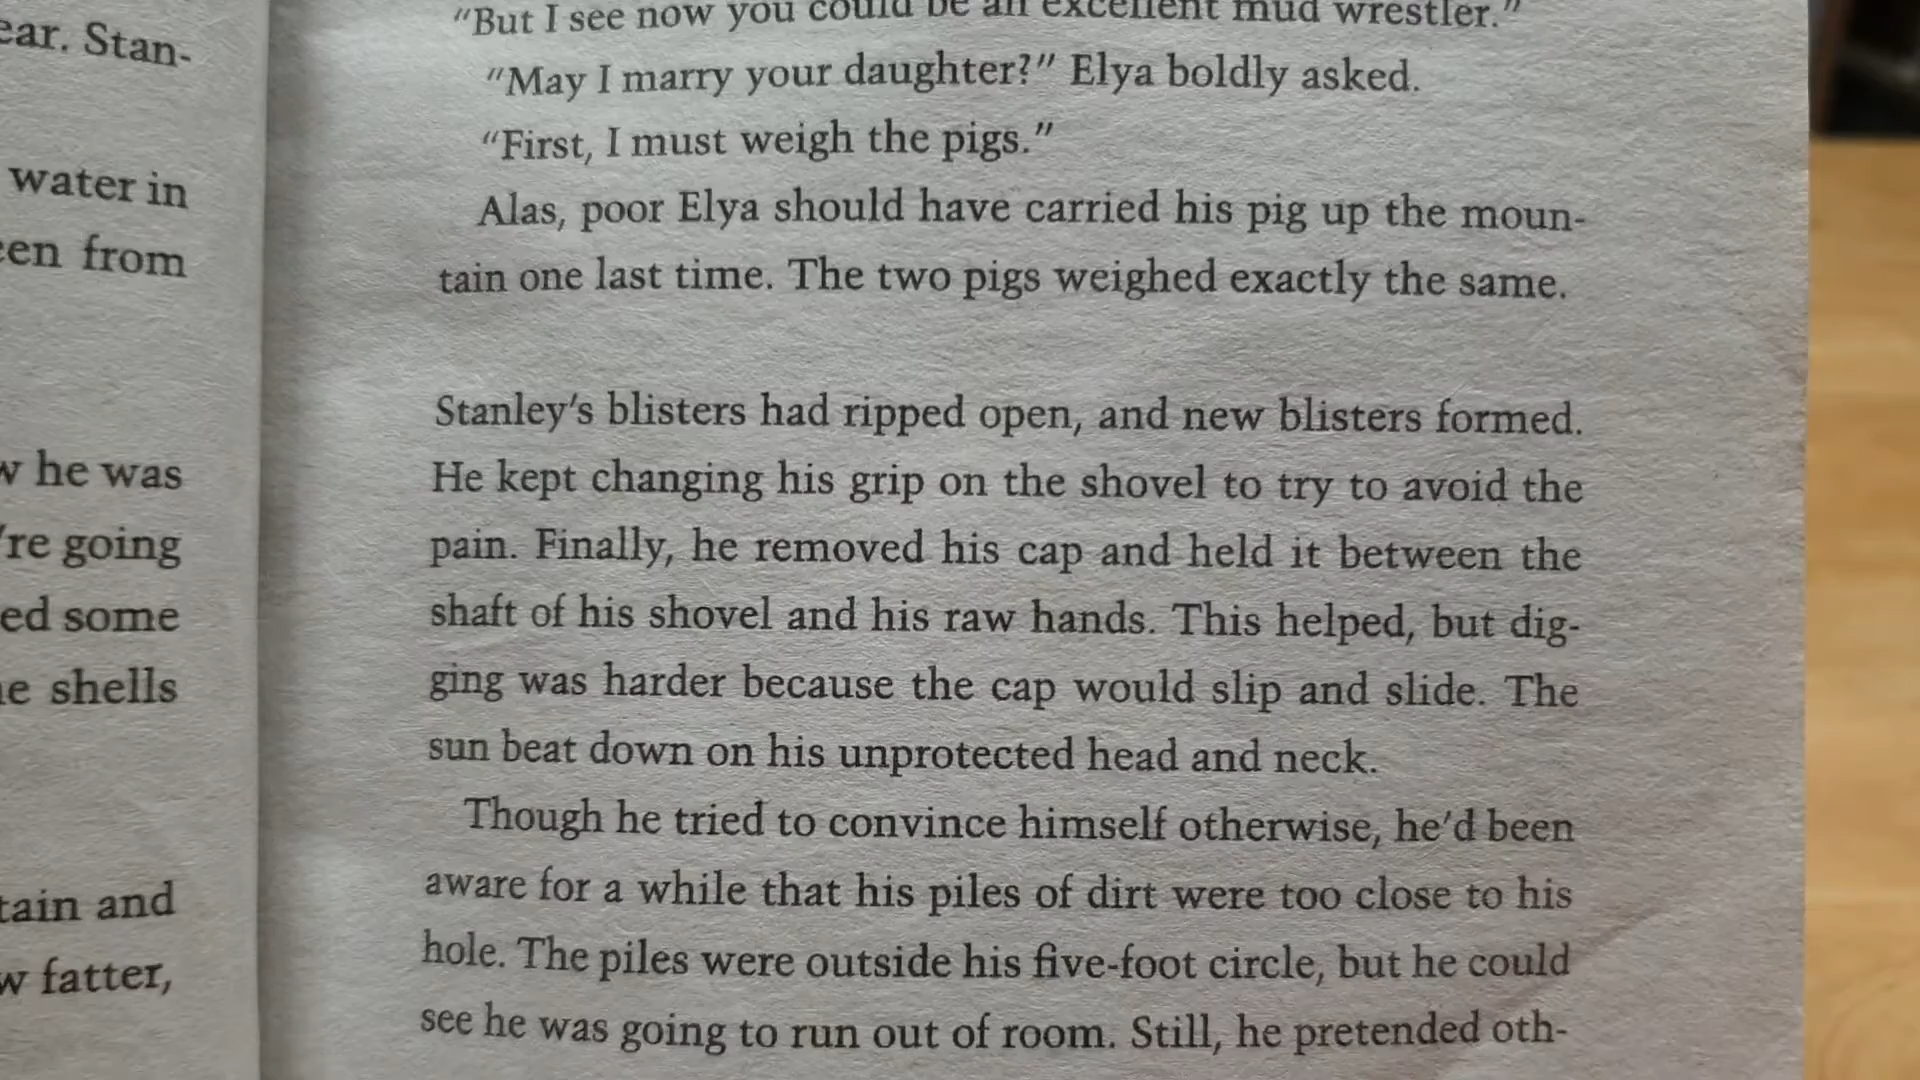 ear. Stan-
water in
en from
he was
're going
ed some
shells
tain and
fatter,
"But I see now you could be an excellent mud wrestler."
"May I marry your daughter?" Elya boldly asked.
"First, I must weigh the pigs."
Alas, poor Elya should have carried his pig up the moun-
tain one last time. The two pigs weighed exactly the same.
Stanley's blisters had ripped open, and new blisters formed.
He kept changing his grip on the shovel to try to avoid the
pain. Finally, he removed his cap and held it between the
shaft of his shovel and his raw hands. This helped, but dig-
ging was harder because the cap would slip and slide. The
sun beat down on his unprotected head and neck.
Though he tried to convince himself otherwise, he'd been
aware for a while that his piles of dirt were too close to his
hole. The piles were outside his five-foot circle, but he could
see he was going to run out of room. Still, he pretended oth-